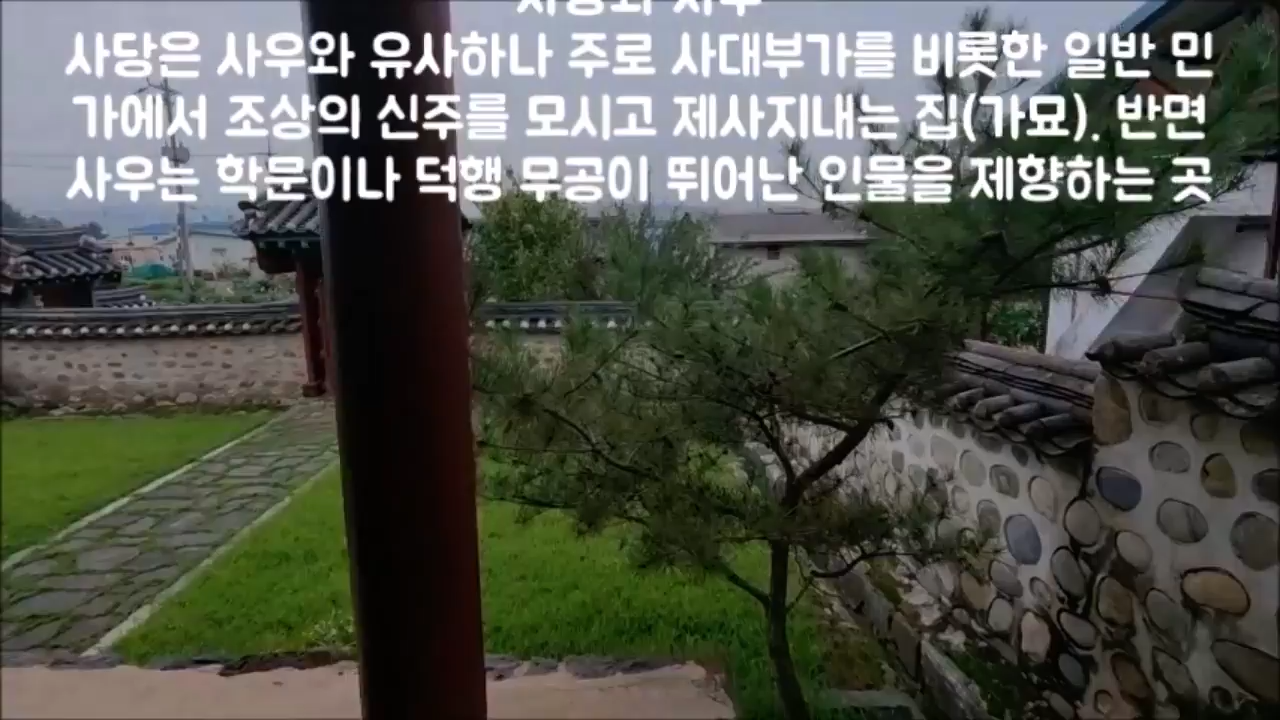 사당은 사우와 유사하나 주로 사대부가를 비롯한 일반 민
가에서 조상의 신주를 모시고 제사지내는 집(가묘). 반면
사우는 학문이나 덕행 무공이 뛰어난 인물을 제향하는 곳